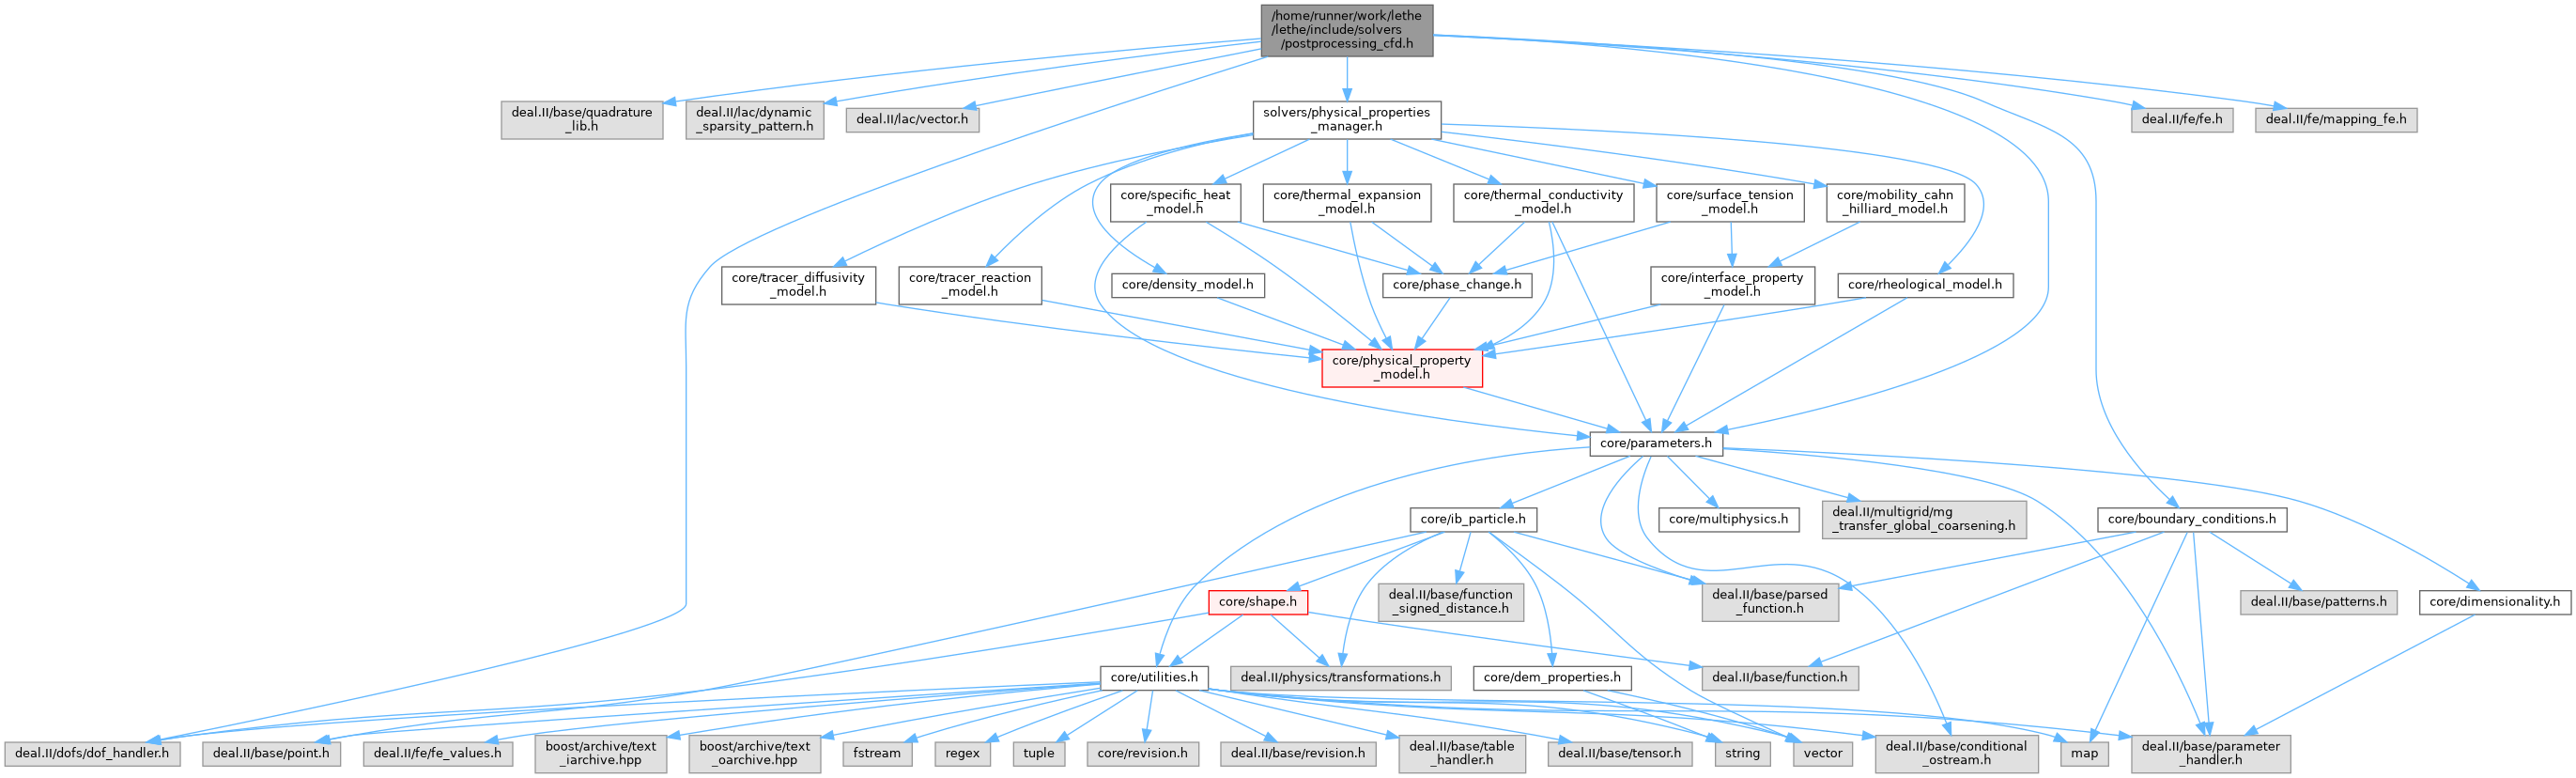 /home/runner/work/lethe
/lethe/include/solvers
/postprocessing_cfd.h
deal.II/base/quadrature
_lib.h
deal.II/lac/dynamic
_sparsity_pattern.h
deal.II/lac/vector.h
solvers/physical_properties
_manager.h
deal.II/fe/fe.h
deal.II/fe/mapping_fe.h
core/specific_heat
_model.h
core/thermal_expansion
_model.h
core/thermal_conductivity
_model.h
core/surface_tension
_model.h
core/mobility_cahn
_hilliard_model.h
core/tracer_diffusivity
_model.h
core/tracer_reaction
_model.h
core/density_model.h
core/phase_change.h
core/interface_property
_model.h
core/rheological_model.h
core/physical_property
_model.h
core/parameters.h
core/ib_particle.h
core/multiphysics.h
deal.II/multigrid/mg
_transfer_global_coarsening.h
core/boundary_conditions.h
core/shape.h
deal.II/base/function
_signed_distance.h
deal.II/base/parsed
_function.h
deal.II/base/patterns.h
core/dimensionality.h
core/utilities.h
deal.II/physics/transformations.h
core/dem_properties.h
deal.II/base/function.h
deal.II/dofs/dof_handler.h
deal.II/base/point.h
deal.II/fe/fe_values.h
boost/archive/text
_iarchive.hpp
boost/archive/text
_oarchive.hpp
fstream
regex
tuple
core/revision.h
deal.II/base/revision.h
deal.II/base/table
_handler.h
deal.II/base/tensor.h
string
vector
deal.II/base/conditional
_ostream.h
map
deal.II/base/parameter
_handler.h